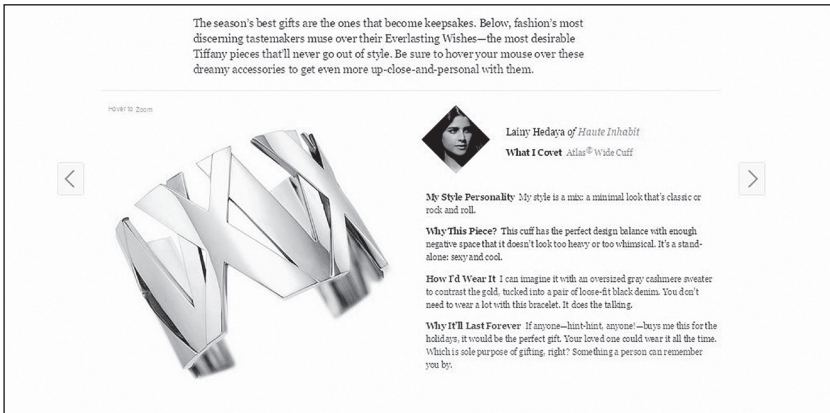 The season's best gifts are the ones that become keepsakes. Below, fashion's most
discerning tastemakers muse over their Everlasting Wishes—the most desirable
Tiffany pieces that'll never go out of style. Be sure to hover your mouse over these
dreamy accessories to get even more up-close-and-personal with them.
Hover to Zoom
Lainy Hedaya of Haute Inhabit
What I Covet Atlas® Wide Cuff
My Style Personality My style is a mix: a minimal look that's classic or
rock and roll.
Why This Piece? This cuff has the perfect design balance with enough
negative space that it doesn't look too heavy or too whimsical. It's a stand-
alone: sexy and cool.
How I'd Wear It I can imagine it with an oversized gray cashmere sweater
to contrast the gold, tucked into a pair of loose-fit black denim. You don't
need to wear a lot with this bracelet. It does the talking.
Why It'll Last Forever If anyone—hint-hint, anyone!—buys me this for the
holidays, it would be the perfect gift. Your loved one could wear it all the time.
Which is sole purpose of gifting, right? Something a person can remember
you by.